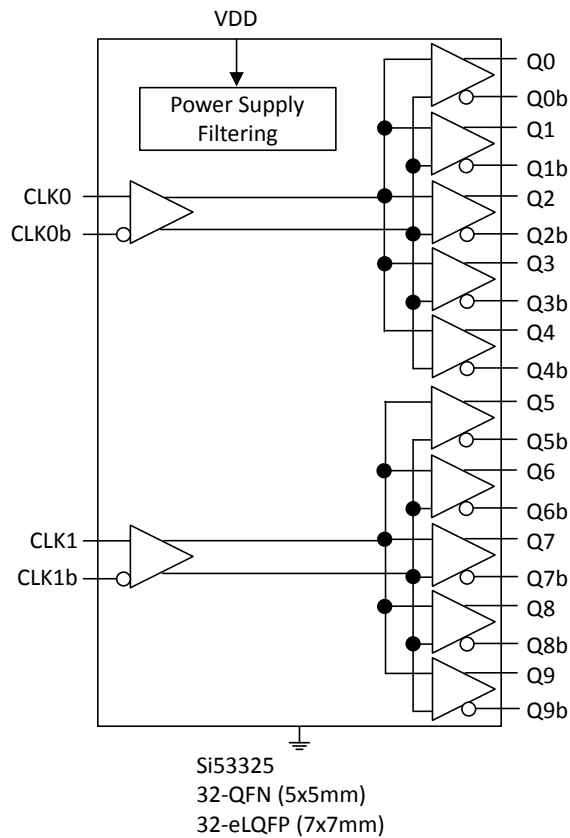 VDD
Power Supply
Filtering
CLK0
CLK0b
Q0
Q0b
Q1
Q1b
Q2
Q2b
Q3
Q3b
Q4
Q4b
CLK1
CLK1b
Q5
Q5b
Q6
Q6b
Q7
Q7b
Q8
Q8b
Q9
Q9b
Si53325
32-QFN (5x5mm)
32-eLQFP (7x7mm)